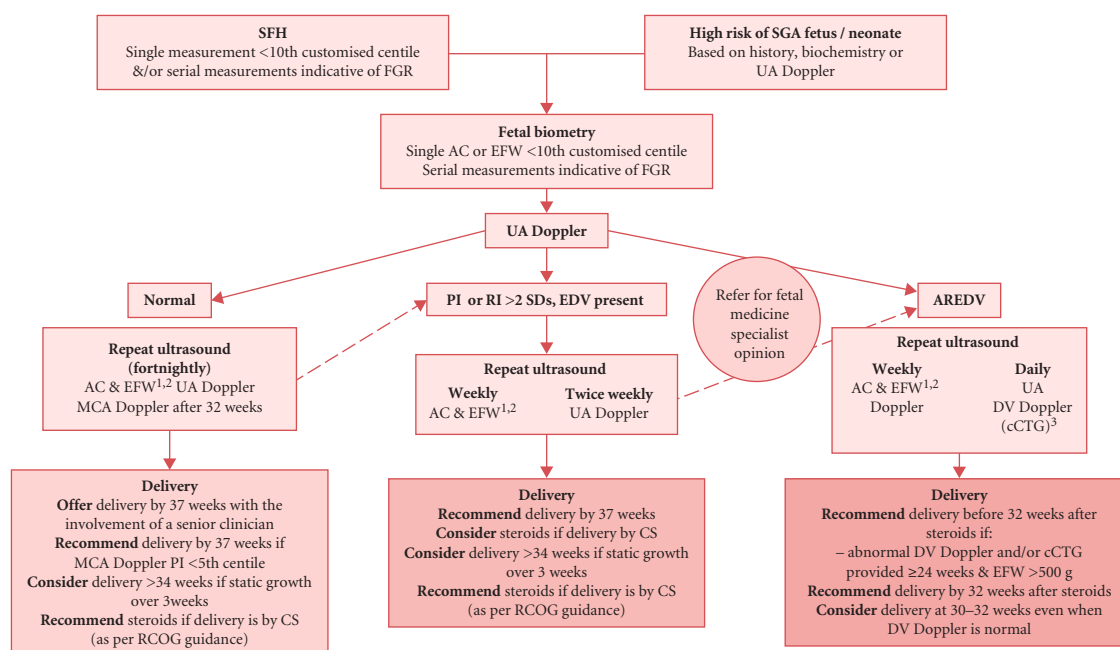 SFH
Single measurement <10th customised centile
&/or serial measurements indicative of FGR
High risk of SGA fetus / neonate
Based on history, biochemistry or
UA Doppler
Fetal biometry
Single AC or EFW <10th customised centile
Serial measurements indicative of FGR
UA Doppler
Normal
PI or RI >2 SDs, EDV present
Refer for fetal
medicine
specialist
opinion
AREDV
Repeat ultrasound
(fortnightly)
AC & EFW1,2 UA Doppler
MCA Doppler after 32 weeks
Repeat ultrasound
Weekly Twice weekly
AC & EFW1,2 UA Doppler
Repeat ultrasound
Weekly Daily
AC & EFW1,2 UA
Doppler DV Doppler
(cCTG)3
Delivery
Offer delivery by 37 weeks with the
involvement of a senior clinician
Recommend delivery by 37 weeks if
MCA Doppler PI <5th centile
Consider delivery >34 weeks if static growth
over 3weeks
Recommend steroids if delivery is by CS
(as per RCOG guidance)
Delivery
Recommend delivery by 37 weeks
Consider steroids if delivery by CS
Consider delivery >34 weeks if static growth
over 3 weeks
Recommend steroids if delivery is by CS
(as per RCOG guidance)
Delivery
Recommend delivery before 32 weeks after
steroids if:
– abnormal DV Doppler and/or cCTG
provided ≥24 weeks & EFW >500 g
Recommend delivery by 32 weeks after steroids
Consider delivery at 30–32 weeks even when
DV Doppler is normal